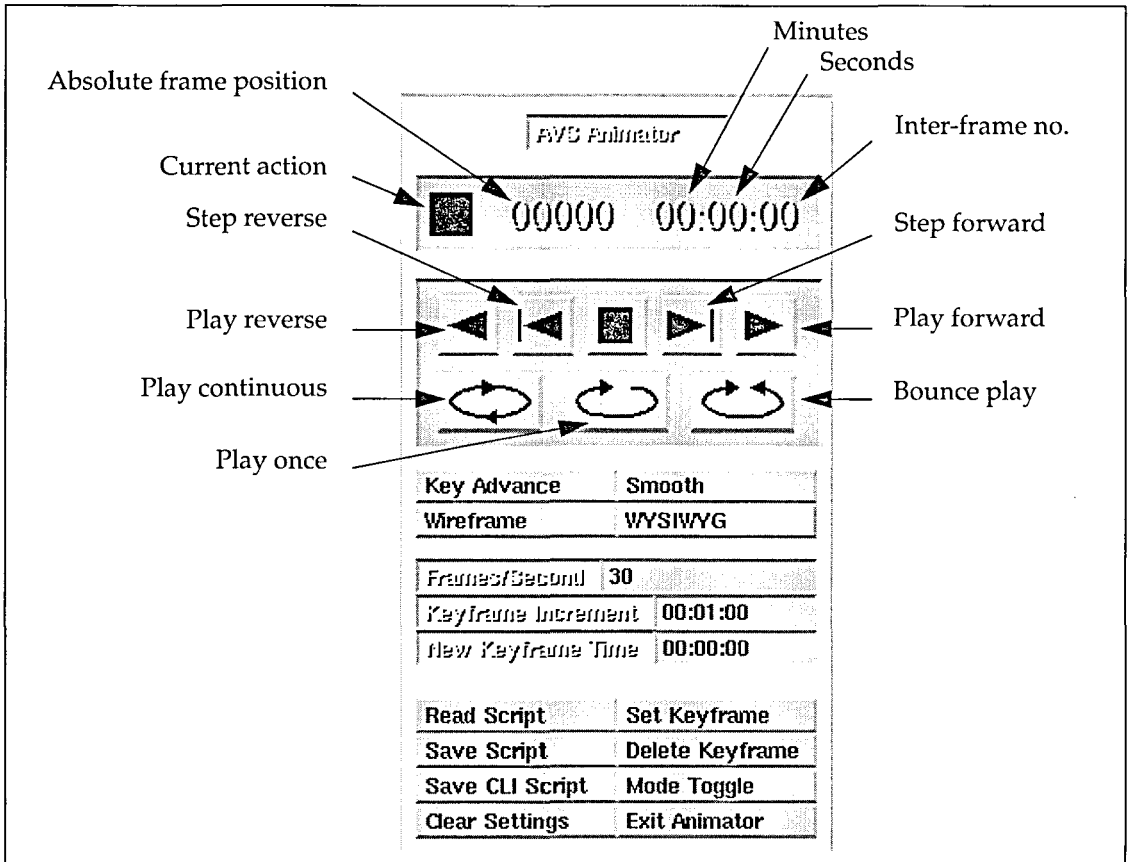 Minutes
Seconds
Absolute frame position
Inter-frame no.
AVS Animator
Current action
Step reverse
00000 00:00:00
Step forward
Play reverse
Play forward
Play continuous
Bounce play
Play once
Key Advance Smooth
Wireframe WYSIWYG
Frames/Second 30
Keyframe Increment 00:01:00
New Keyframe Time 00:00:00
Read Script Set Keyframe
Save Script Delete Keyframe
Save CLI Script Mode Toggle
Clear Settings Exit Animator